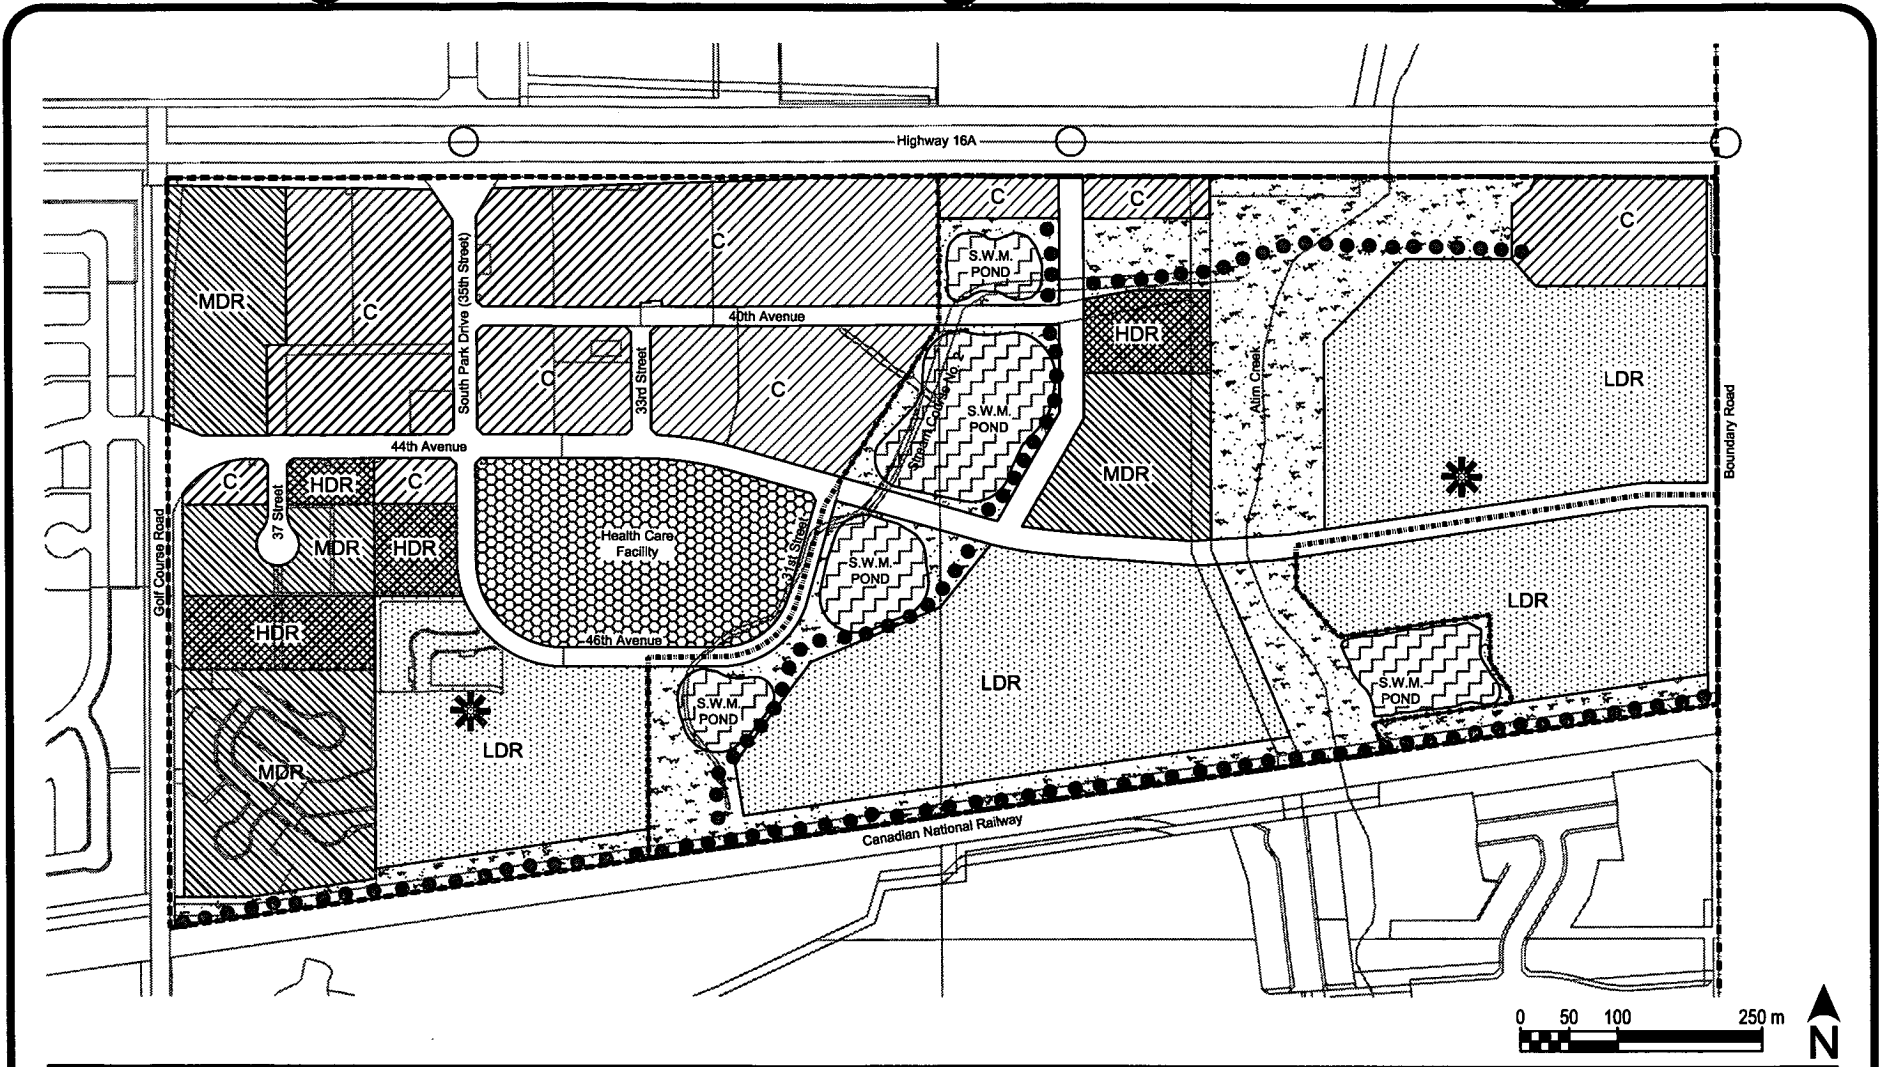 Highway 16A
C
C
C
S.W.M.
POND
MDR
C
C
South Park Drive (35th Street)
40th Avenue
HDR
33rd Street
Atim Creek
C
C
LDR
Stream Course No. 2
S.W.M.
POND
Boundary Road
44th Avenue
C
HDR
C
MDR
37 Street
Golf Course Road
MDR
HDR
Health Care
Facility
31st Street
S.W.M.
POND
LDR
HDR
46th Avenue
LDR
S.W.M.
POND
S.W.M.
POND
LDR
MDR
Canadian National Railway
0 50 100 250 m
N